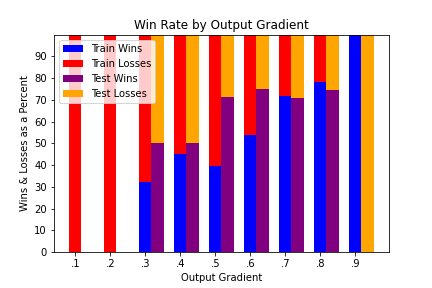 Win Rate by Output Gradient
Train Wins
Train Losses
Test Wins
Test Losses
Wins & Losses as a Percent
90
80
70
60
50
40
30
20
10
0
.1 .2 .3 .4 .5 .6 .7 .8 .9
Output Gradient